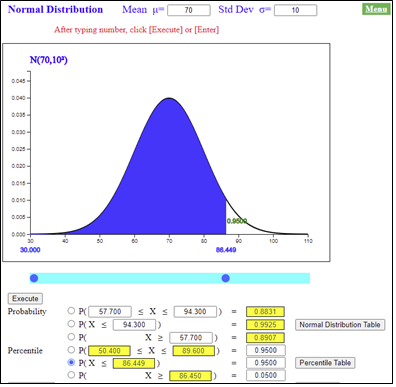 Normal Distribution Mean μ= 70 Std Dev σ= 10 Menu
After typing number, click [Execute] or [Enter]
N(70,10²)
0.045
0.040
0.035
0.030
0.025
0.020
0.015
0.010
0.005
0.9500
0.000
30 40 50 60 70 80 90 100 110
30 86.449
Execute
Probability P( 57.700 ≤ X ≤ 94.300 ) = 0.8831
P( X ≤ 94.300 ) = 0.9925 Normal Distribution Table
P( X ≥ 57.700 ) = 0.8907
Percentile P( 50.400 ≤ X ≤ 89.600 ) = 0.9500
P( X ≤ 86.449 ) = 0.9500 Percentile Table
P( X ≥ 86.450 ) = 0.0500